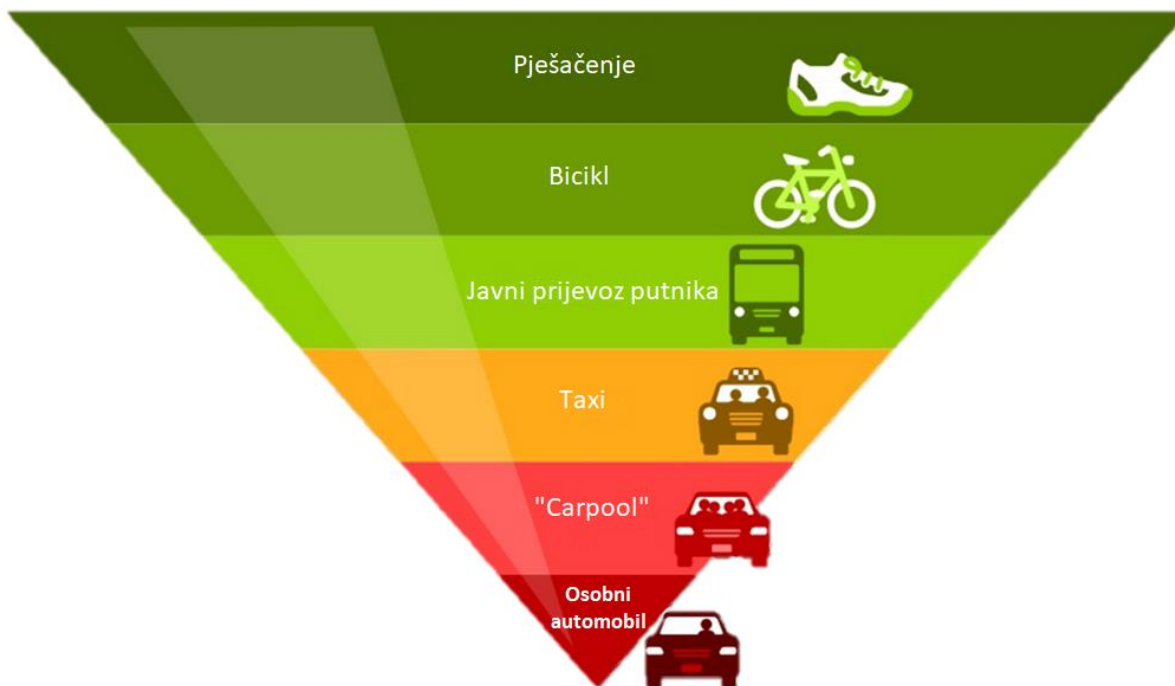 Pješačenje
Bicikl
Javni prijevoz putnika
Taxi
"Carpool"
Osobni
automobil